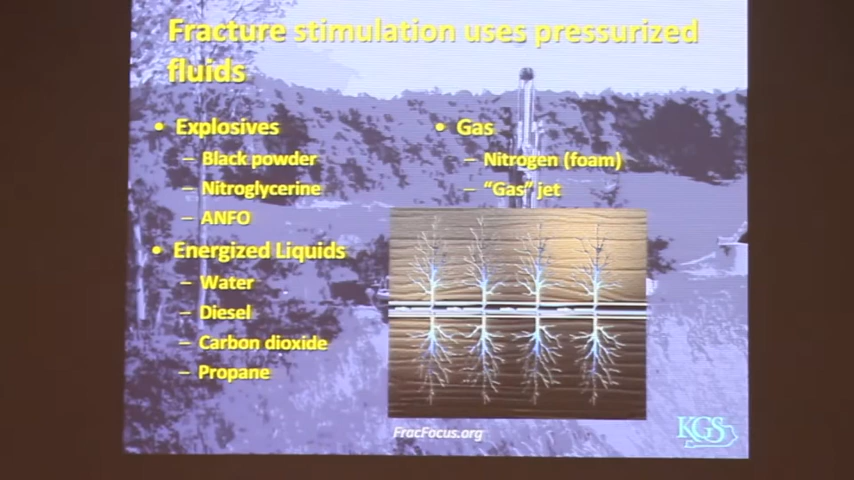 Fracture stimulation uses pressurized
fluids
• Explosives
– Black powder
– Nitroglycerine
– ANFO
• Energized Liquids
– Water
– Diesel
– Carbon dioxide
– Propane
• Gas
– Nitrogen (foam)
– “Gas” jet
FracFocus.org
KGS